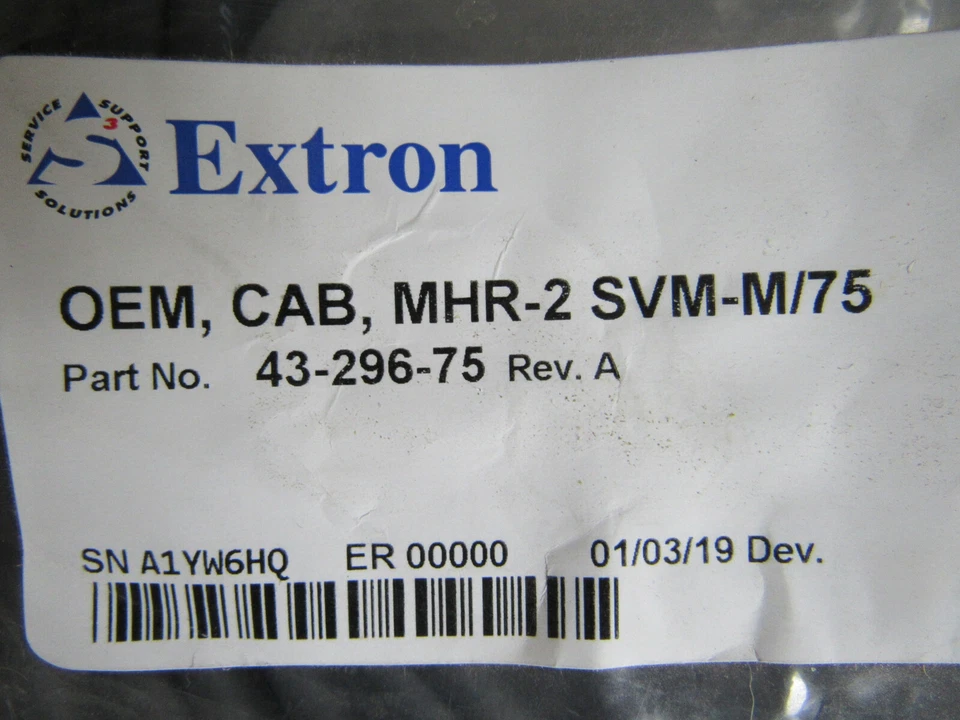 SERVICE SUPPORT SOLUTIONS
S3
Extron
OEM, CAB, MHR-2 SVM-M/75
Part No. 43-296-75 Rev. A
SN A1YW6HQ ER 00000 01/03/19 Dev.